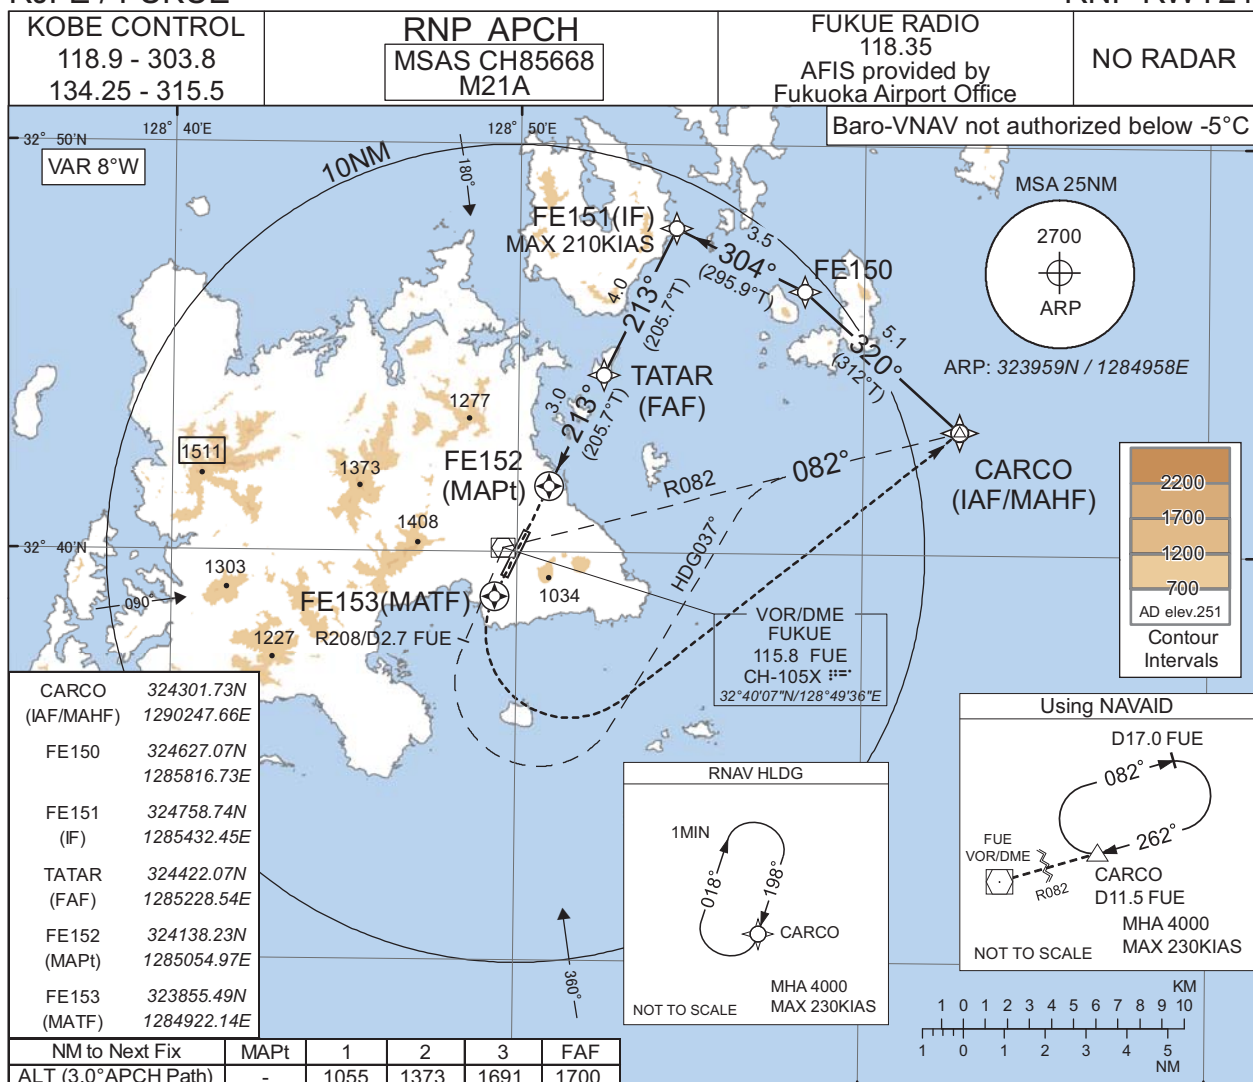 KOBE CONTROL
118.9 - 303.8
134.25 - 315.5
RNP APCH
MSAS CH85668
M21A
FUKUE RADIO
118.35
AFIS provided by
Fukuoka Airport Office
NO RADAR
Baro-VNAV not authorized below -5°C
32° 50'N
128° 40'E
128° 50'E
VAR 8°W
10NM
180°
FE151(IF)
MAX 210KIAS
3.5
304°
(295.9°T)
FE150
5.1
320°
(312°T)
4.0
213°
(205.7°T)
TATAR
(FAF)
3.0
213°
(205.7°T)
MSA 25NM
2700
ARP
ARP: 323959N / 1284958E
CARCO
(IAF/MAHF)
082°
R082
HDG037°
FE152
(MAPt)
1277
1511
1373
1408
1303
1227
1034
32° 40'N
090°
FE153(MATF)
R208/D2.7 FUE
VOR/DME
FUKUE
115.8 FUE
CH-105X
32°40'07"N/128°49'36"E
2200
1700
1200
700
AD elev.251
Contour
Intervals
CARCO 324301.73N
(IAF/MAHF) 1290247.66E
FE150 324627.07N
1285816.73E
FE151 324758.74N
(IF) 1285432.45E
TATAR 324422.07N
(FAF) 1285228.54E
FE152 324138.23N
(MAPt) 1285054.97E
FE153 323855.49N
(MATF) 1284922.14E
360°
RNAV HLDG
1MIN
018°
198°
CARCO
MHA 4000
MAX 230KIAS
NOT TO SCALE
Using NAVAID
D17.0 FUE
082°
262°
FUE
VOR/DME
R082
CARCO
D11.5 FUE
MHA 4000
MAX 230KIAS
NOT TO SCALE
KM
1 0 1 2 3 4 5 6 7 8 9 10
1 0 1 2 3 4 5
NM
NM to Next Fix MAPt 1 2 3 FAF
ALT (3.0°APCH Path) - 1055 1373 1691 1700